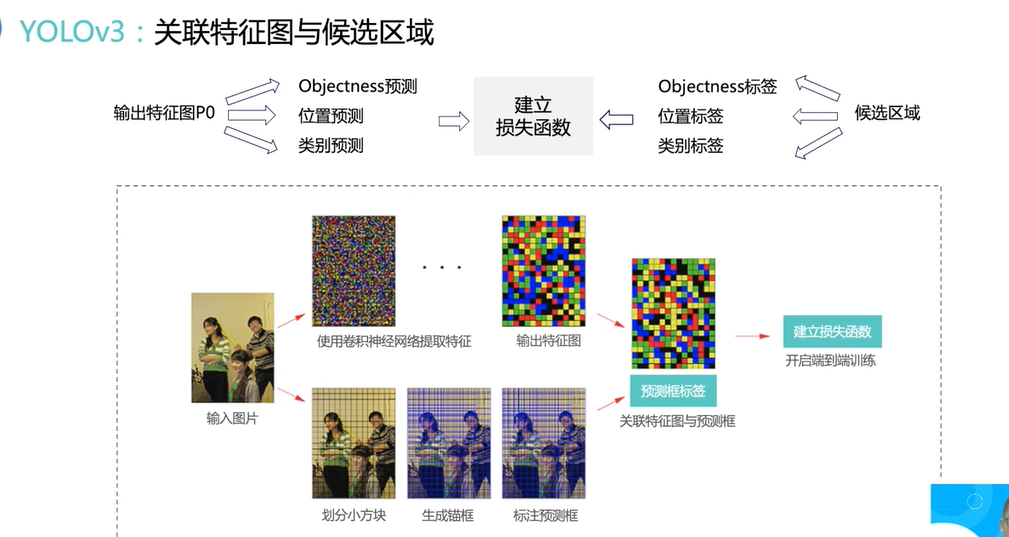 YOLOv3：关联特征图与候选区域
输出特征图P0
Objectness预测
位置预测
类别预测
建立
损失函数
Objectness标签
位置标签
类别标签
候选区域
输入图片
使用卷积神经网络提取特征
· · ·
输出特征图
划分小方块
生成锚框
标注预测框
预测框标签
关联特征图与预测框
建立损失函数
开启端到端训练